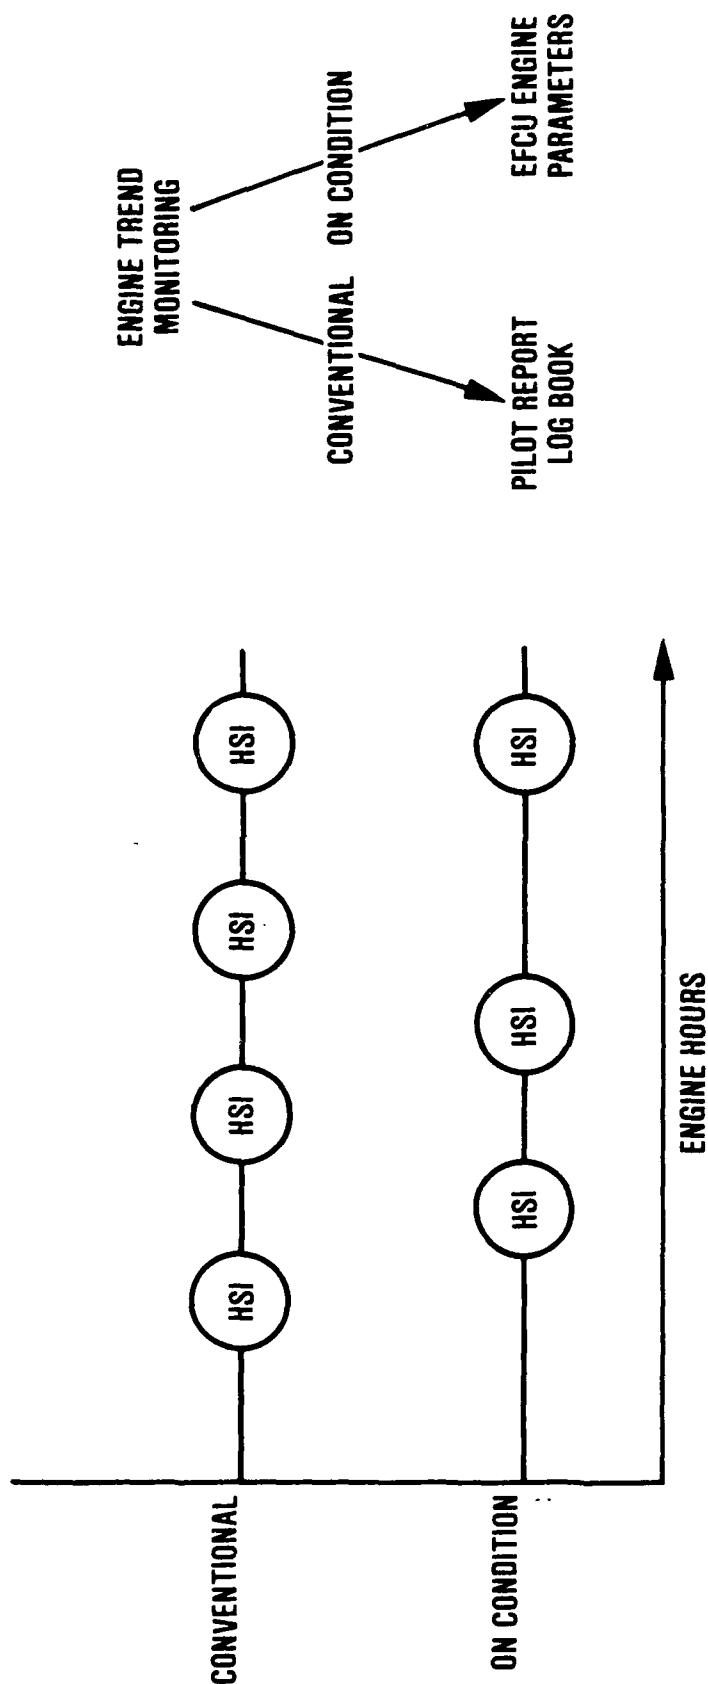 CONVENTIONAL
HSI
HSI
HSI
HSI
ON CONDITION
HSI
HSI
HSI
ENGINE HOURS
ENGINE TREND
MONITORING
CONVENTIONAL
ON CONDITION
PILOT REPORT
LOG BOOK
EFCU ENGINE
PARAMETERS